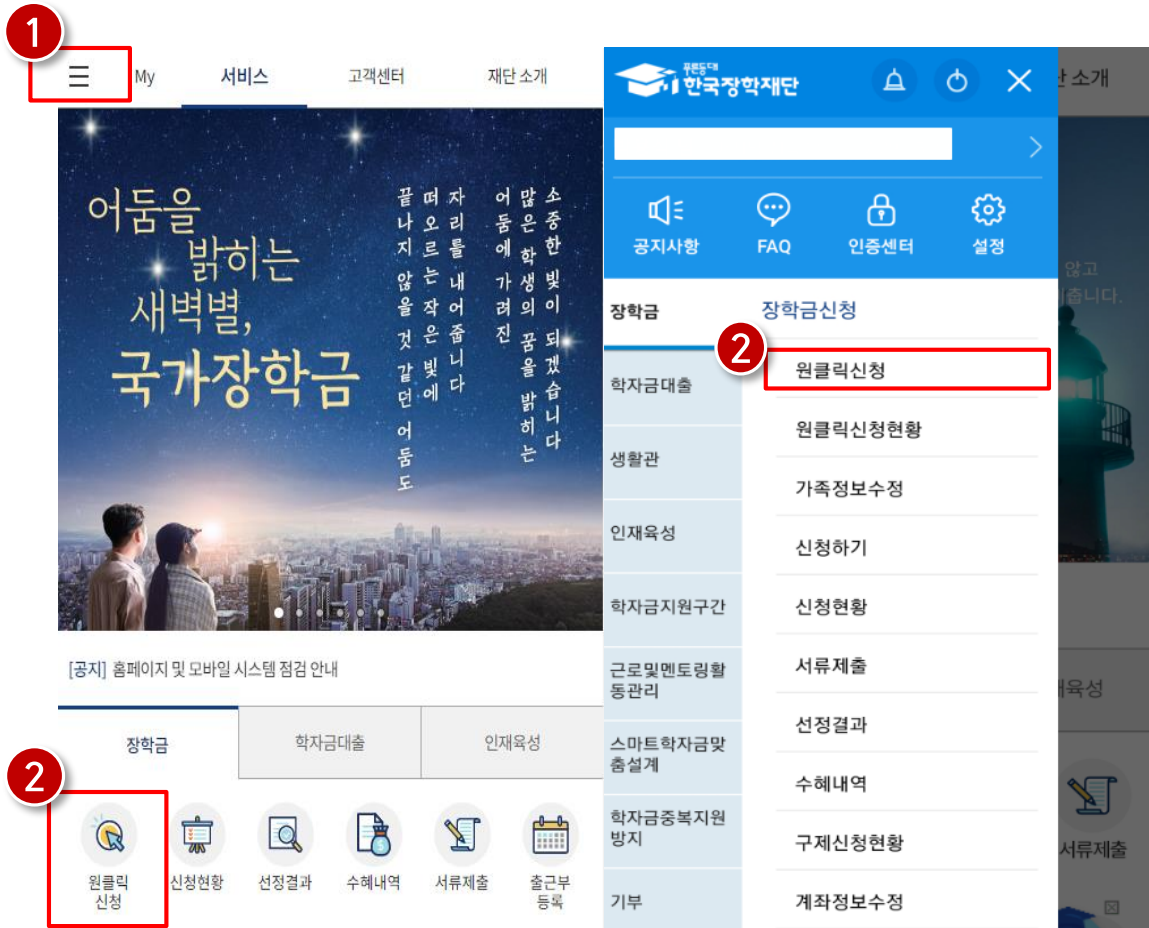 1
My
서비스
고객센터
재단 소개
어둠을
밝히는
새벽별,
국가장학금
소중한 빛이 되겠습니다
많은 학생의 꿈을 밝히는
어둠에 가려진
자리를 내어줍니다
떠오르는 작은 빛에
끝나지 않을 것 같던 어둠도
[공지] 홈페이지 및 모바일 시스템 점검 안내
장학금
학자금대출
인재육성
2
원클릭
신청
신청현황
선정결과
수혜내역
서류제출
출근부
등록
푸른등대
한국장학재단
공지사항
FAQ
인증센터
설정
장학금
학자금대출
생활관
인재육성
학자금지원구간
근로및멘토링활
동관리
스마트학자금맞
춤설계
학자금중복지원
방지
기부
장학금신청
2
원클릭신청
원클릭신청현황
가족정보수정
신청하기
신청현황
서류제출
선정결과
수혜내역
구제신청현황
계좌정보수정
소개
않고
춥니다.
육성
서류제출